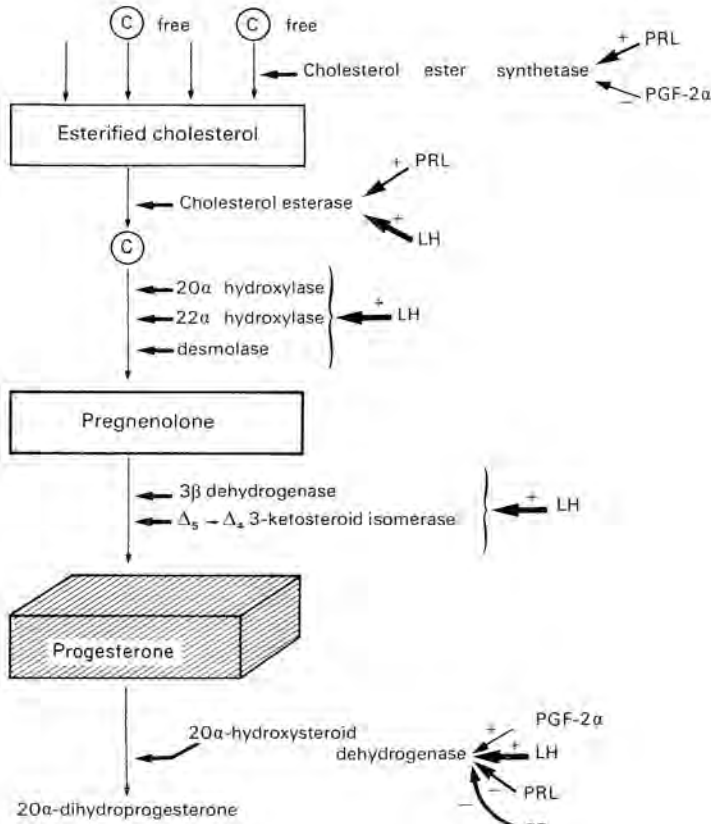 C free C free
Cholesterol ester synthetase + PRL
− PGF-2α
Esterified cholesterol
+ PRL
Cholesterol esterase
+ LH
C
20α hydroxylase
22α hydroxylase + LH
desmolase
Pregnenolone
3β dehydrogenase
Δ₅ – Δ₄ 3-ketosteroid isomerase + LH
Progesterone
20α-hydroxysteroid + PGF-2α
dehydrogenase + LH
− PRL
−
20α-dihydroprogesterone